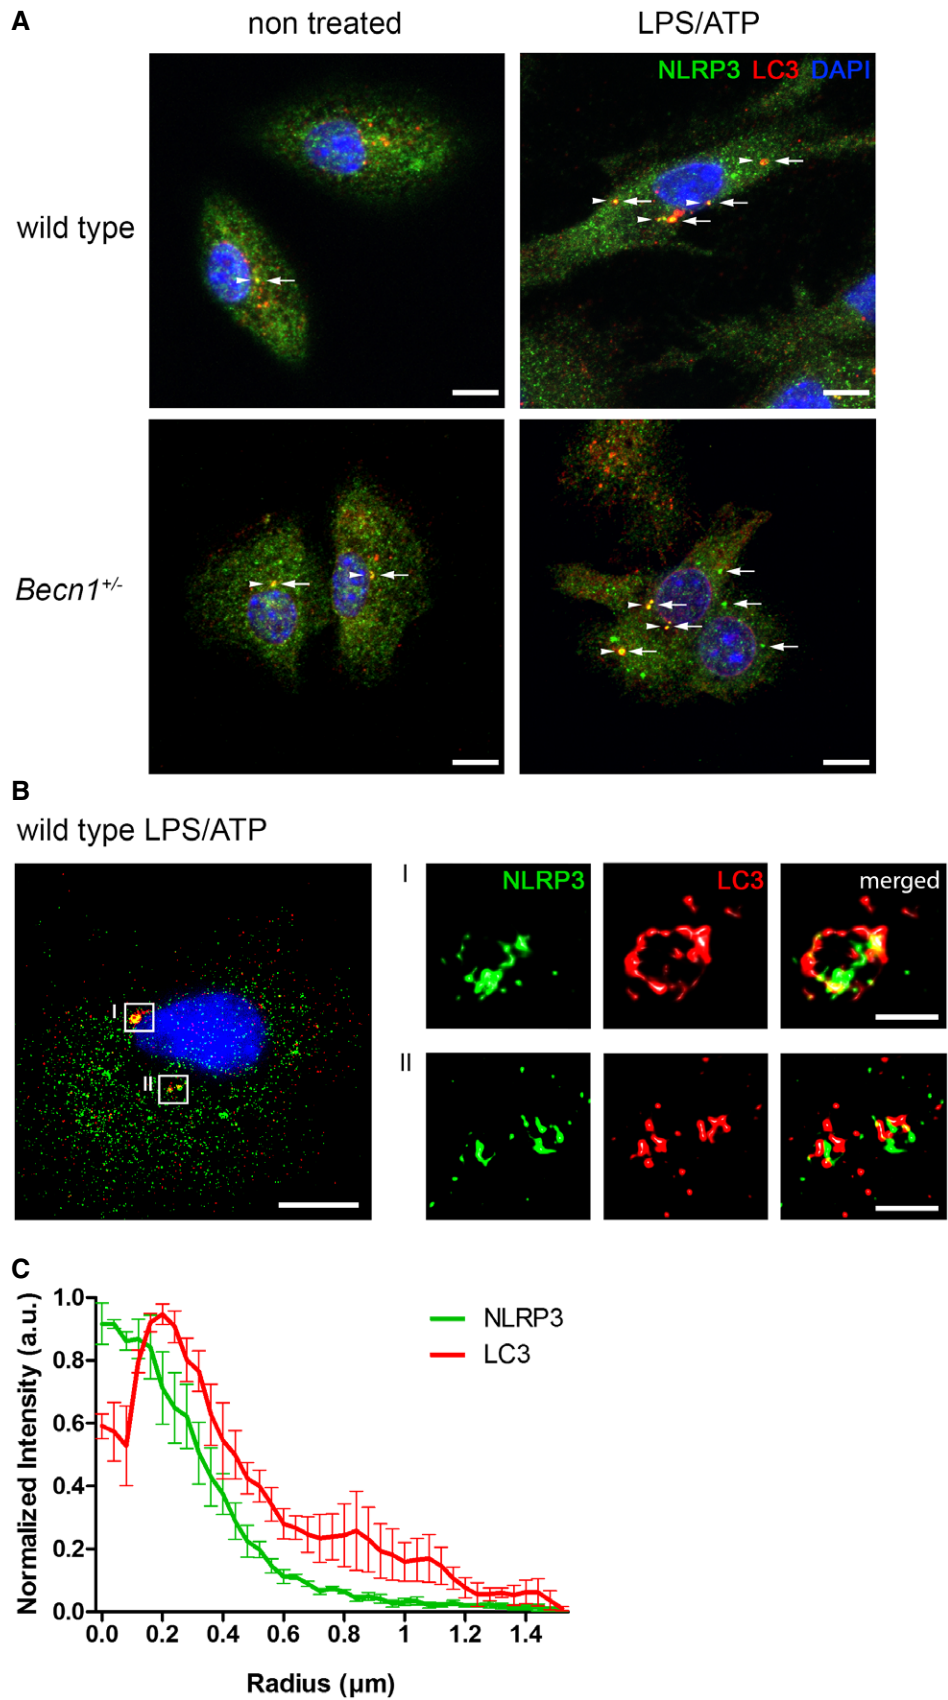 A
non treated
LPS/ATP
NLRP3 LC3 DAPI
wild type
Becn1+/-
B
wild type LPS/ATP
I
II
I
NLRP3
LC3
merged
II
C
1.0
0.8
0.6
0.4
0.2
0.0
Normalized Intensity (a.u.)
NLRP3
LC3
0.0 0.2 0.4 0.6 0.8 1 1.2 1.4
Radius (µm)